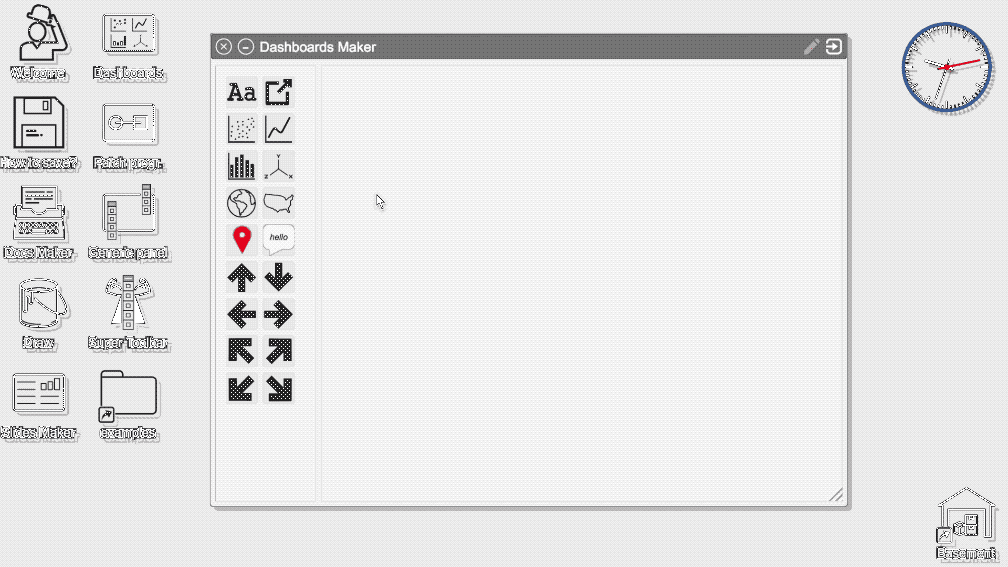 Welcome
Dashboards
How to save?
Patch progr.
Docs Maker
Generic panel
Draw
Super Toolbar
Slides Maker
examples
Dashboards Maker
Aa
Y
Z X
hello
Basement